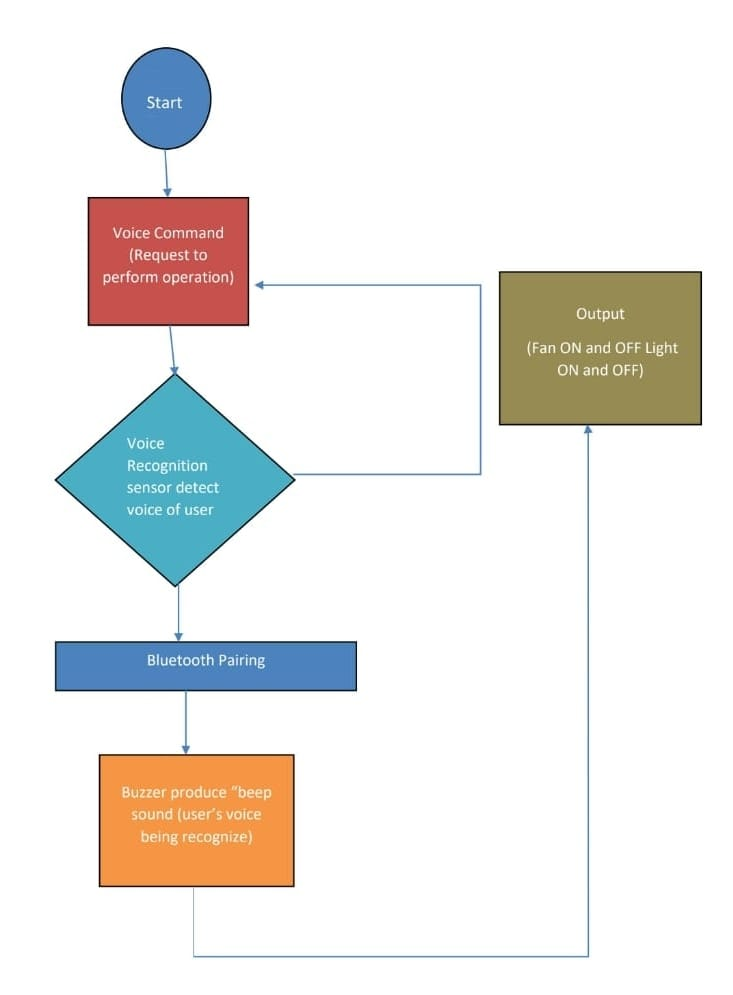 Start
Voice Command
(Request to
perform operation)
Output
(Fan ON and OFF Light
ON and OFF)
Voice
Recognition
sensor detect
voice of user
Bluetooth Pairing
Buzzer produce “beep
sound (user’s voice
being recognize)